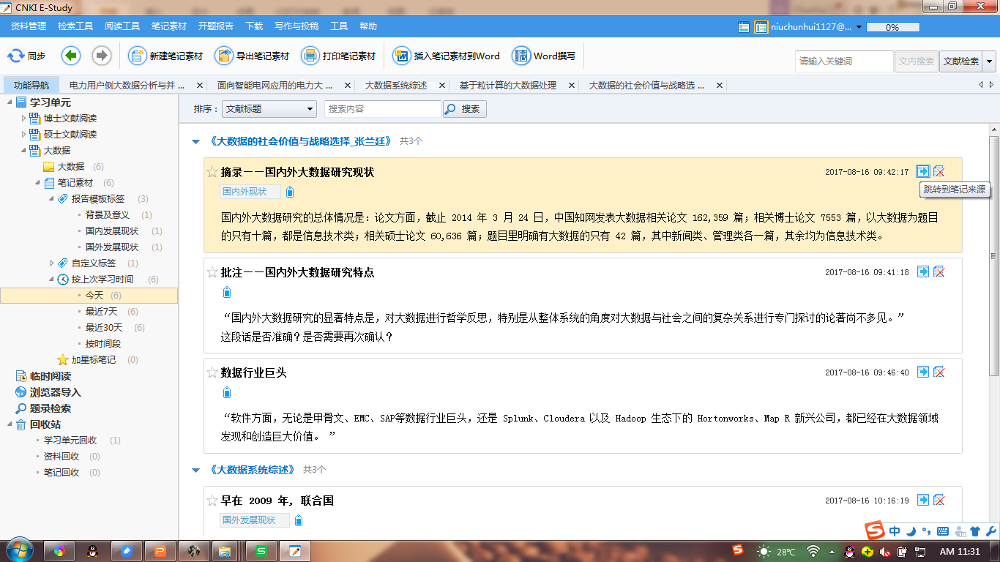 CNKI E-Study
资料管理 检索工具 阅读工具 笔记素材 开题报告 下载 写作与投稿 工具 帮助 niuchunhui1127@... 0%
同步 新建笔记素材 导出笔记素材 打印笔记素材 插入笔记素材到Word Word撰写 请输入关键词 文内搜索 文献检索
功能导航 电力用户侧大数据分析与并 ... 面向智能电网应用的电力大 ... 大数据系统综述 基于粒计算的大数据处理 大数据的社会价值与战略选 ...
学习单元
博士文献阅读
硕士文献阅读
大数据
大数据 (6)
笔记素材 (6)
报告模板标签 (3)
背景及意义 (1)
国内发展现状 (1)
国外发展现状 (1)
自定义标签 (1)
按上次学习时间 (6)
今天 (6)
最近7天 (6)
最近30天 (6)
按时间段
加星标笔记 (0)
临时阅读
浏览器导入
题录检索
回收站
学习单元回收 (1)
资料回收 (0)
笔记回收 (0)
排序： 文献标题 搜索内容 搜索
《大数据的社会价值与战略选择_张兰廷》 共3个
摘录——国内外大数据研究现状 2017-08-16 09:42:17
跳转到笔记来源
国内外现状
国内外大数据研究的总体情况是：论文方面，截止 2014 年 3 月 24 日，中国知网发表大数据相关论文 162,359 篇；相关博士论文 7553 篇，以大数据为题目
的只有十篇，都是信息技术类；相关硕士论文 60,636 篇；题目里明确有大数据的只有 42 篇，其中新闻类、管理类各一篇，其余均为信息技术类。
批注——国内外大数据研究特点 2017-08-16 09:41:18
“国内外大数据研究的显著特点是，对大数据进行哲学反思，特别是从整体系统的角度对大数据与社会之间的复杂关系进行专门探讨的论著尚不多见。”
这段话是否准确？是否需要再次确认？
数据行业巨头 2017-08-16 09:46:40
“软件方面，无论是甲骨文、EMC、SAP等数据行业巨头，还是 Splunk、Cloudera 以及 Hadoop 生态下的 Hortonworks、Map R 新兴公司，都已经在大数据领域
发现和创造巨大价值。 ”
《大数据系统综述》 共3个
早在 2009 年, 联合国 2017-08-16 10:16:19
国外发展现状
中
28℃ AM 11:31